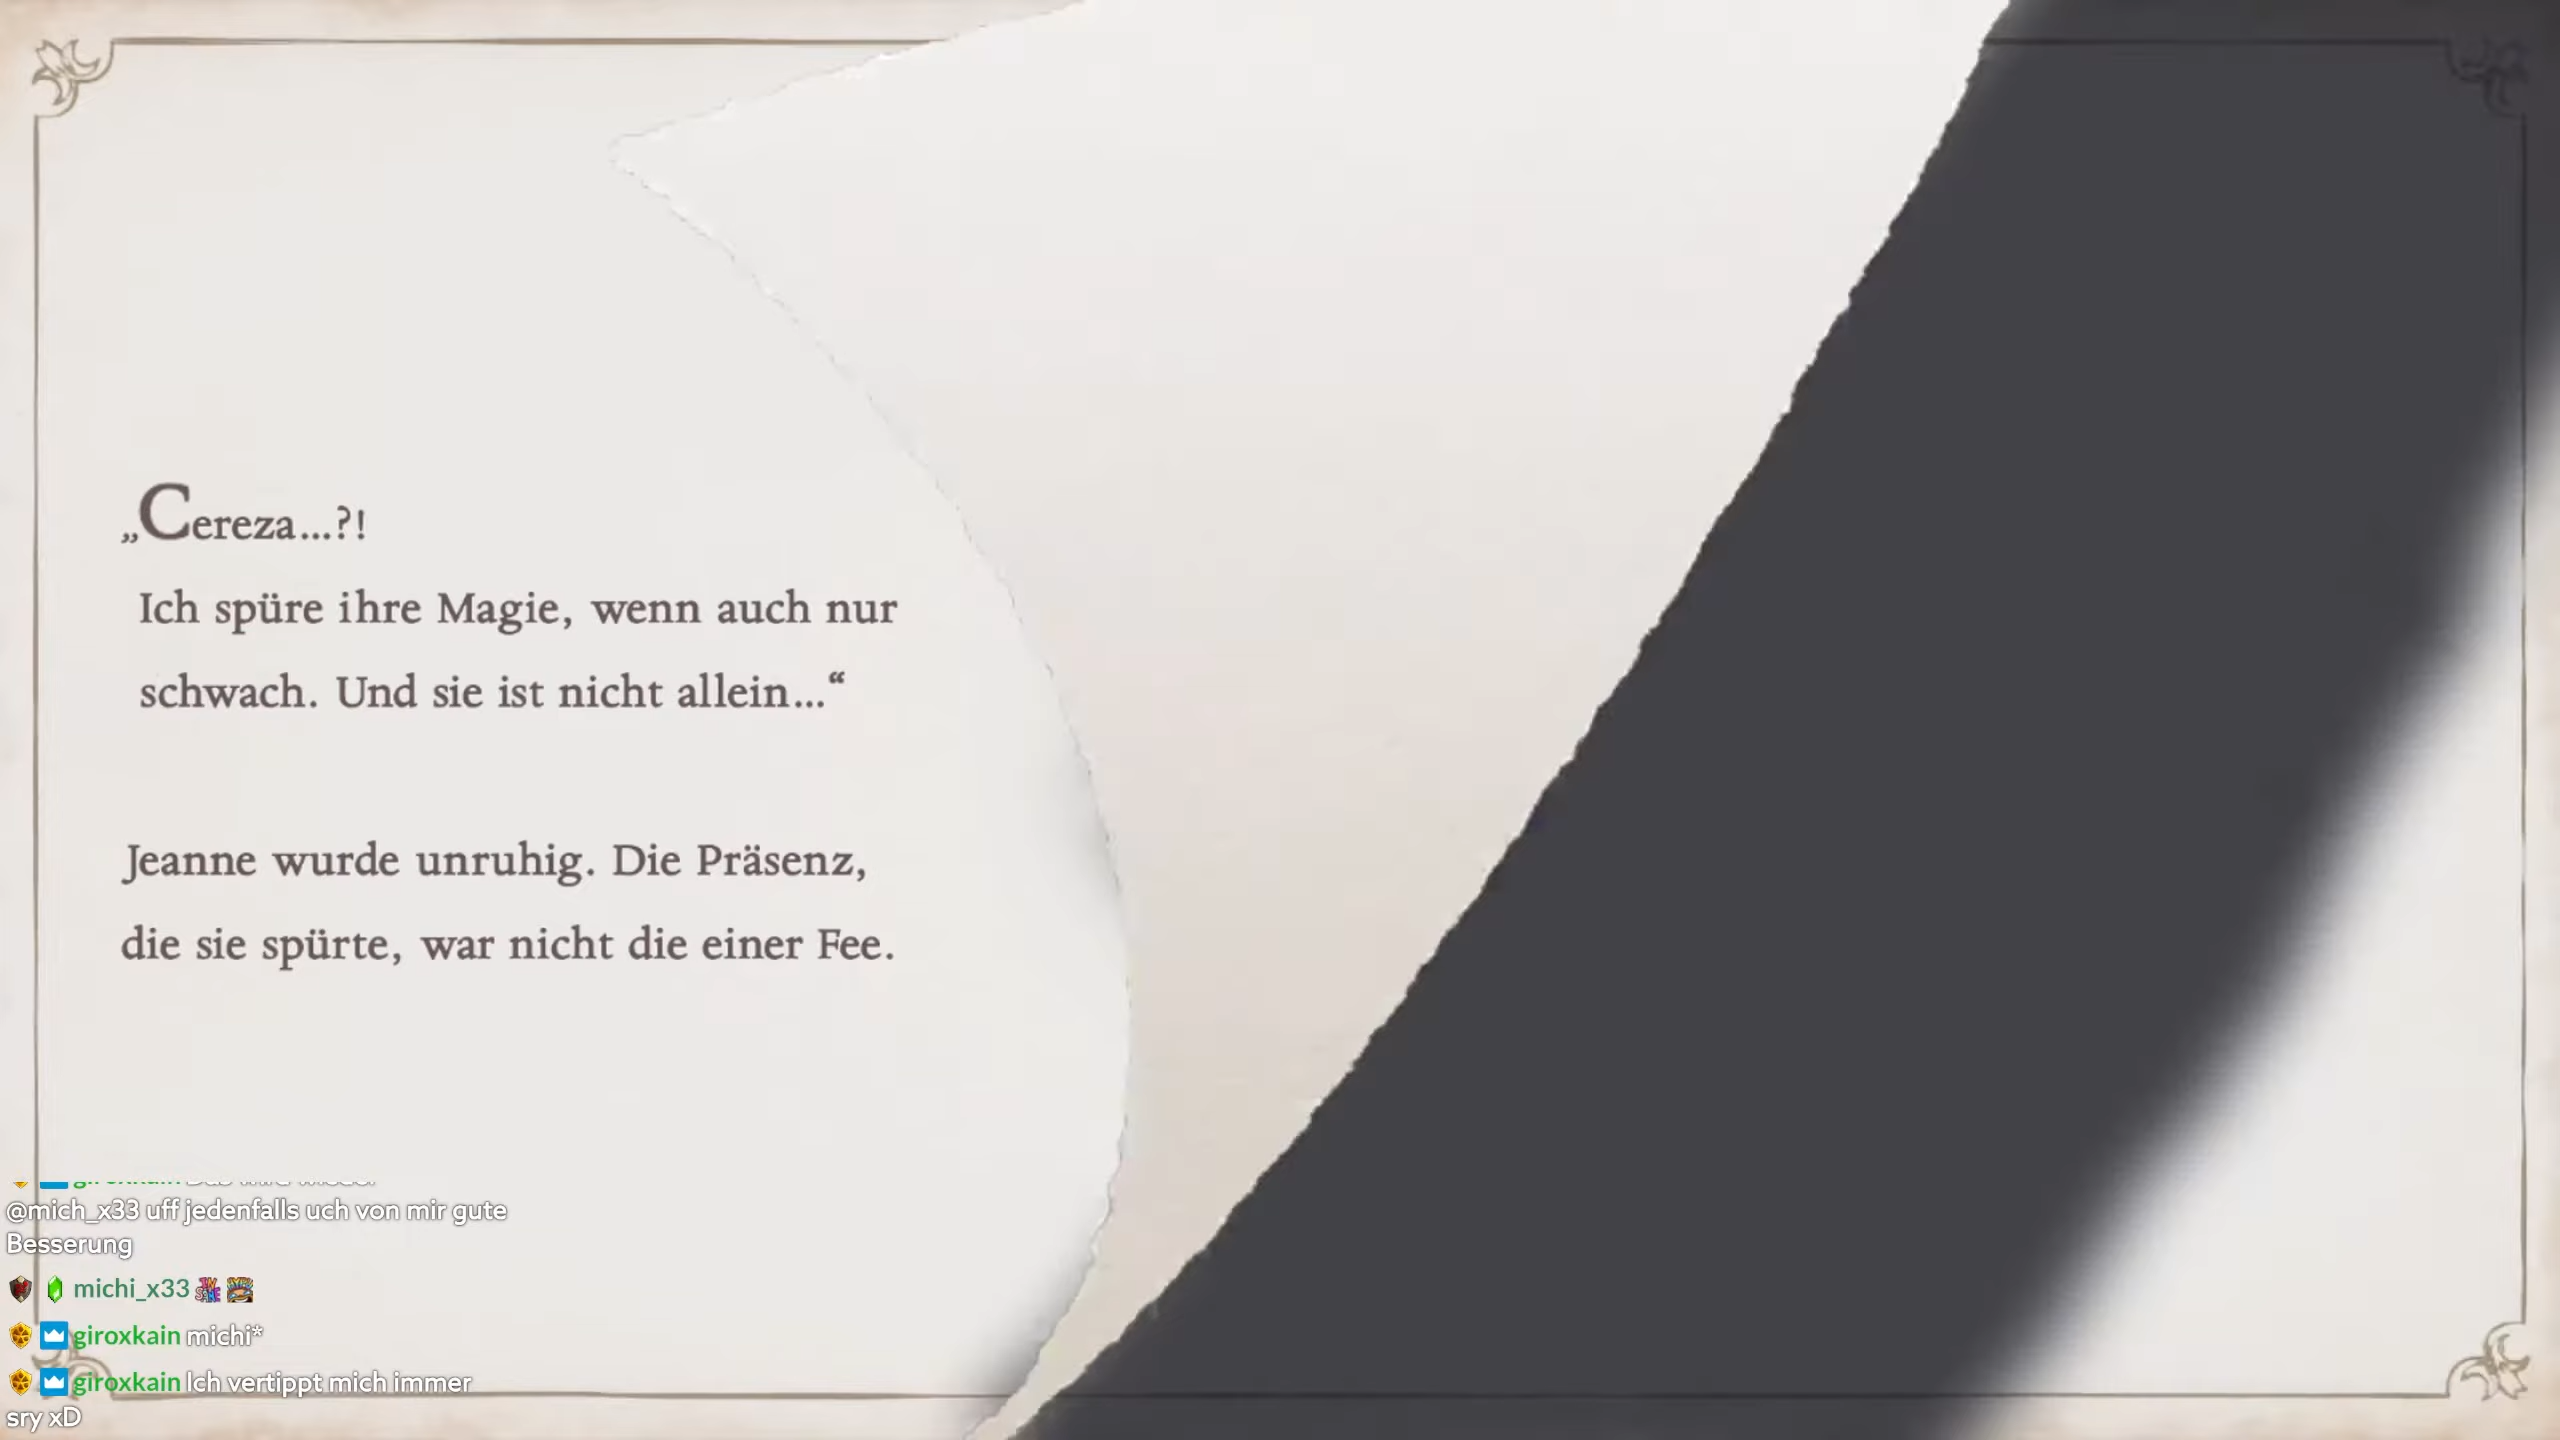 „Cereza...?!
Ich spüre ihre Magie, wenn auch nur
schwach. Und sie ist nicht allein...“
Jeanne wurde unruhig. Die Präsenz,
die sie spürte, war nicht die einer Fee.
@mich_x33 uff jedenfalls uch von mir gute
Besserung
michi_x33
giroxkain michi*
giroxkain Ich vertippt mich immer
sry xD